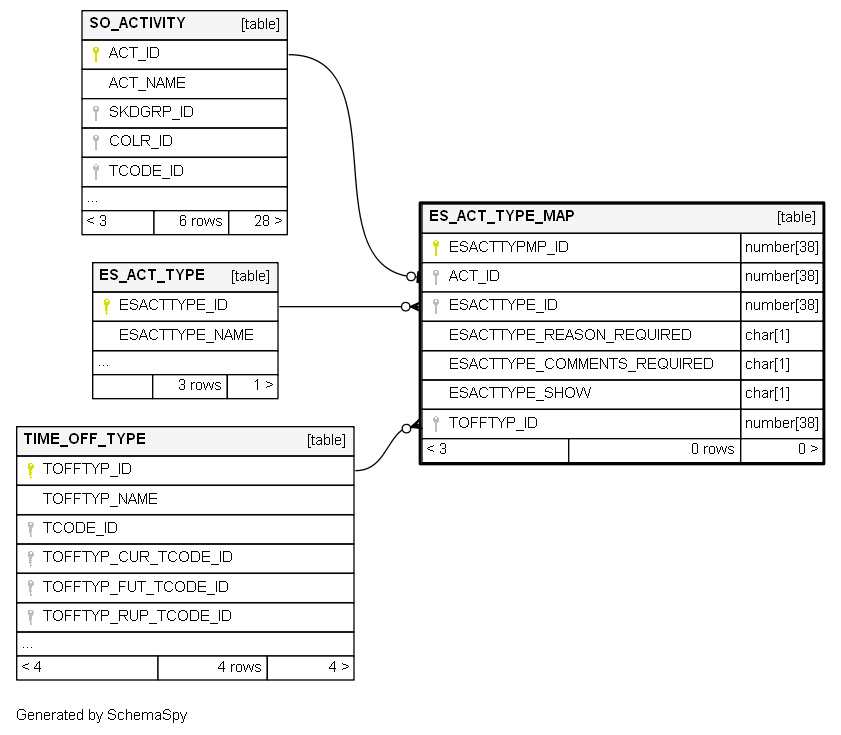 SO_ACTIVITY [table]
ACT_ID
ACT_NAME
SKDGRP_ID
COLR_ID
TCODE_ID
...
< 3 6 rows 28 >
ES_ACT_TYPE [table]
ESACTTYPE_ID
ESACTTYPE_NAME
...
3 rows 1 >
TIME_OFF_TYPE [table]
TOFFTYP_ID
TOFFTYP_NAME
TCODE_ID
TOFFTYP_CUR_TCODE_ID
TOFFTYP_FUT_TCODE_ID
TOFFTYP_RUP_TCODE_ID
...
< 4 4 rows 4 >
ES_ACT_TYPE_MAP [table]
ESACTTYPMP_ID number[38]
ACT_ID number[38]
ESACTTYPE_ID number[38]
ESACTTYPE_REASON_REQUIRED char[1]
ESACTTYPE_COMMENTS_REQUIRED char[1]
ESACTTYPE_SHOW char[1]
TOFFTYP_ID number[38]
< 3 0 rows 0 >
Generated by SchemaSpy